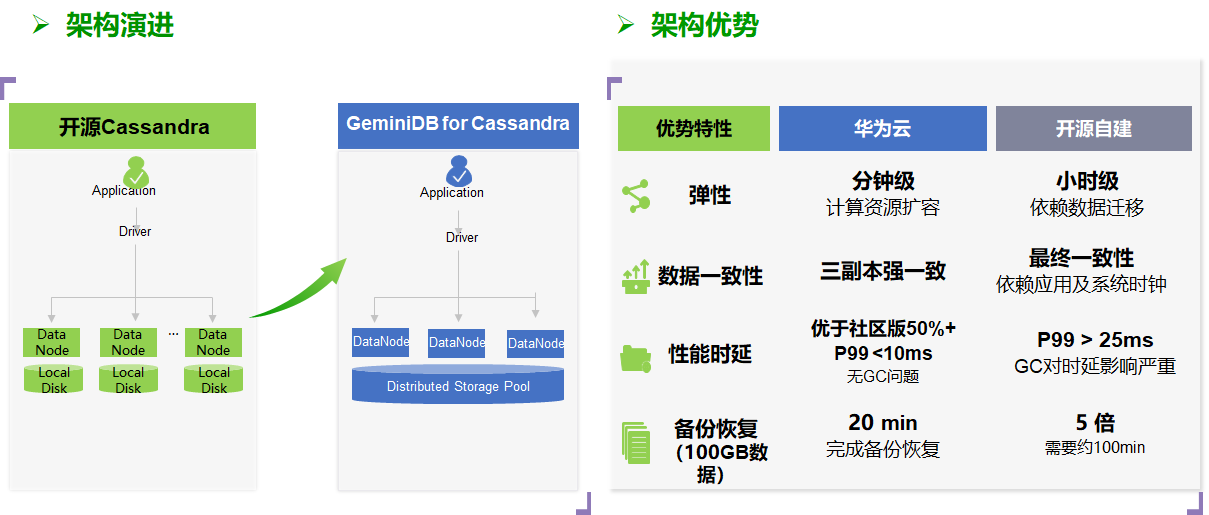 架构演进
开源Cassandra
Application
Driver
Data
Node
Data
Node
...
Data
Node
Local
Disk
Local
Disk
Local
Disk
GeminiDB for Cassandra
Application
Driver
DataNode
DataNode
DataNode
Distributed Storage Pool
架构优势
优势特性
华为云
开源自建
弹性
分钟级
计算资源扩容
小时级
依赖数据迁移
数据一致性
三副本强一致
最终一致性
依赖应用及系统时钟
性能时延
优于社区版50%+
P99 <10ms
无GC问题
P99 > 25ms
GC对时延影响严重
备份恢复
（100GB数
据）
20 min
完成备份恢复
5 倍
需要约100min